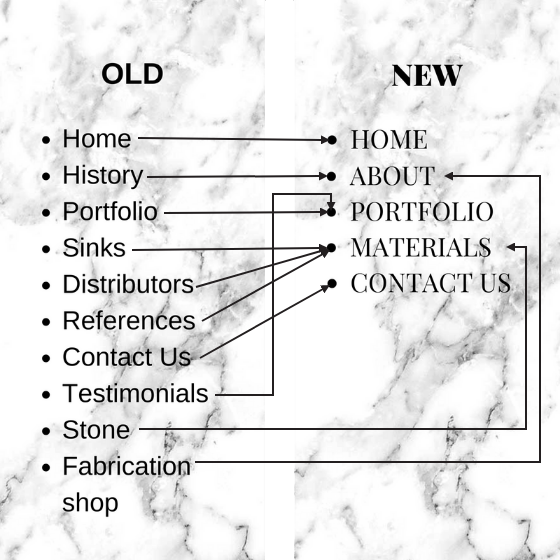 OLD
Home
History
Portfolio
Sinks
Distributors
References
Contact Us
Testimonials
Stone
Fabrication
shop
NEW
HOME
ABOUT
PORTFOLIO
MATERIALS
CONTACT US